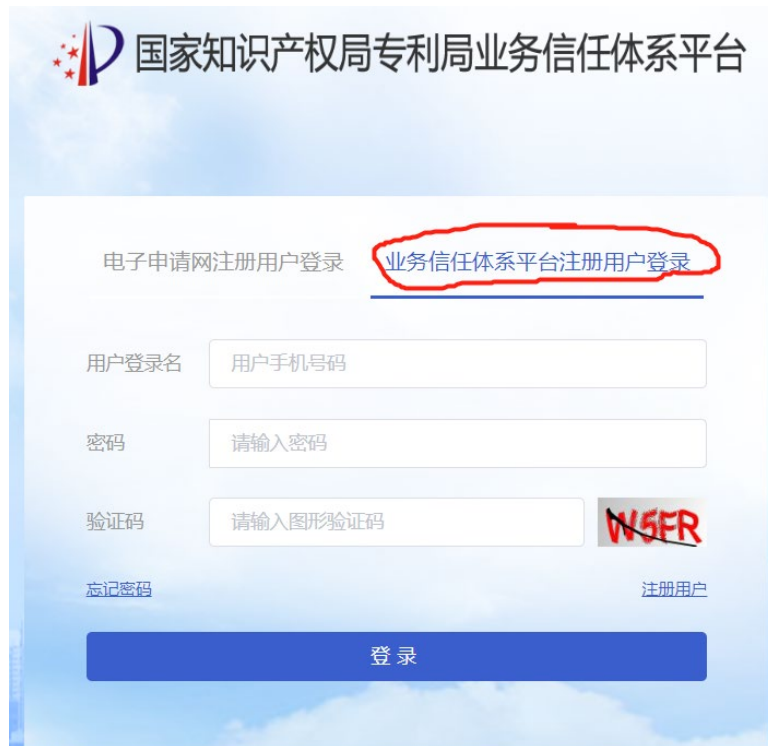 国家知识产权局专利局业务信任体系平台
电子申请网注册用户登录 业务信任体系平台注册用户登录
用户登录名 用户手机号码
密码 请输入密码
验证码 请输入图形验证码 W5FR
忘记密码 注册用户
登录